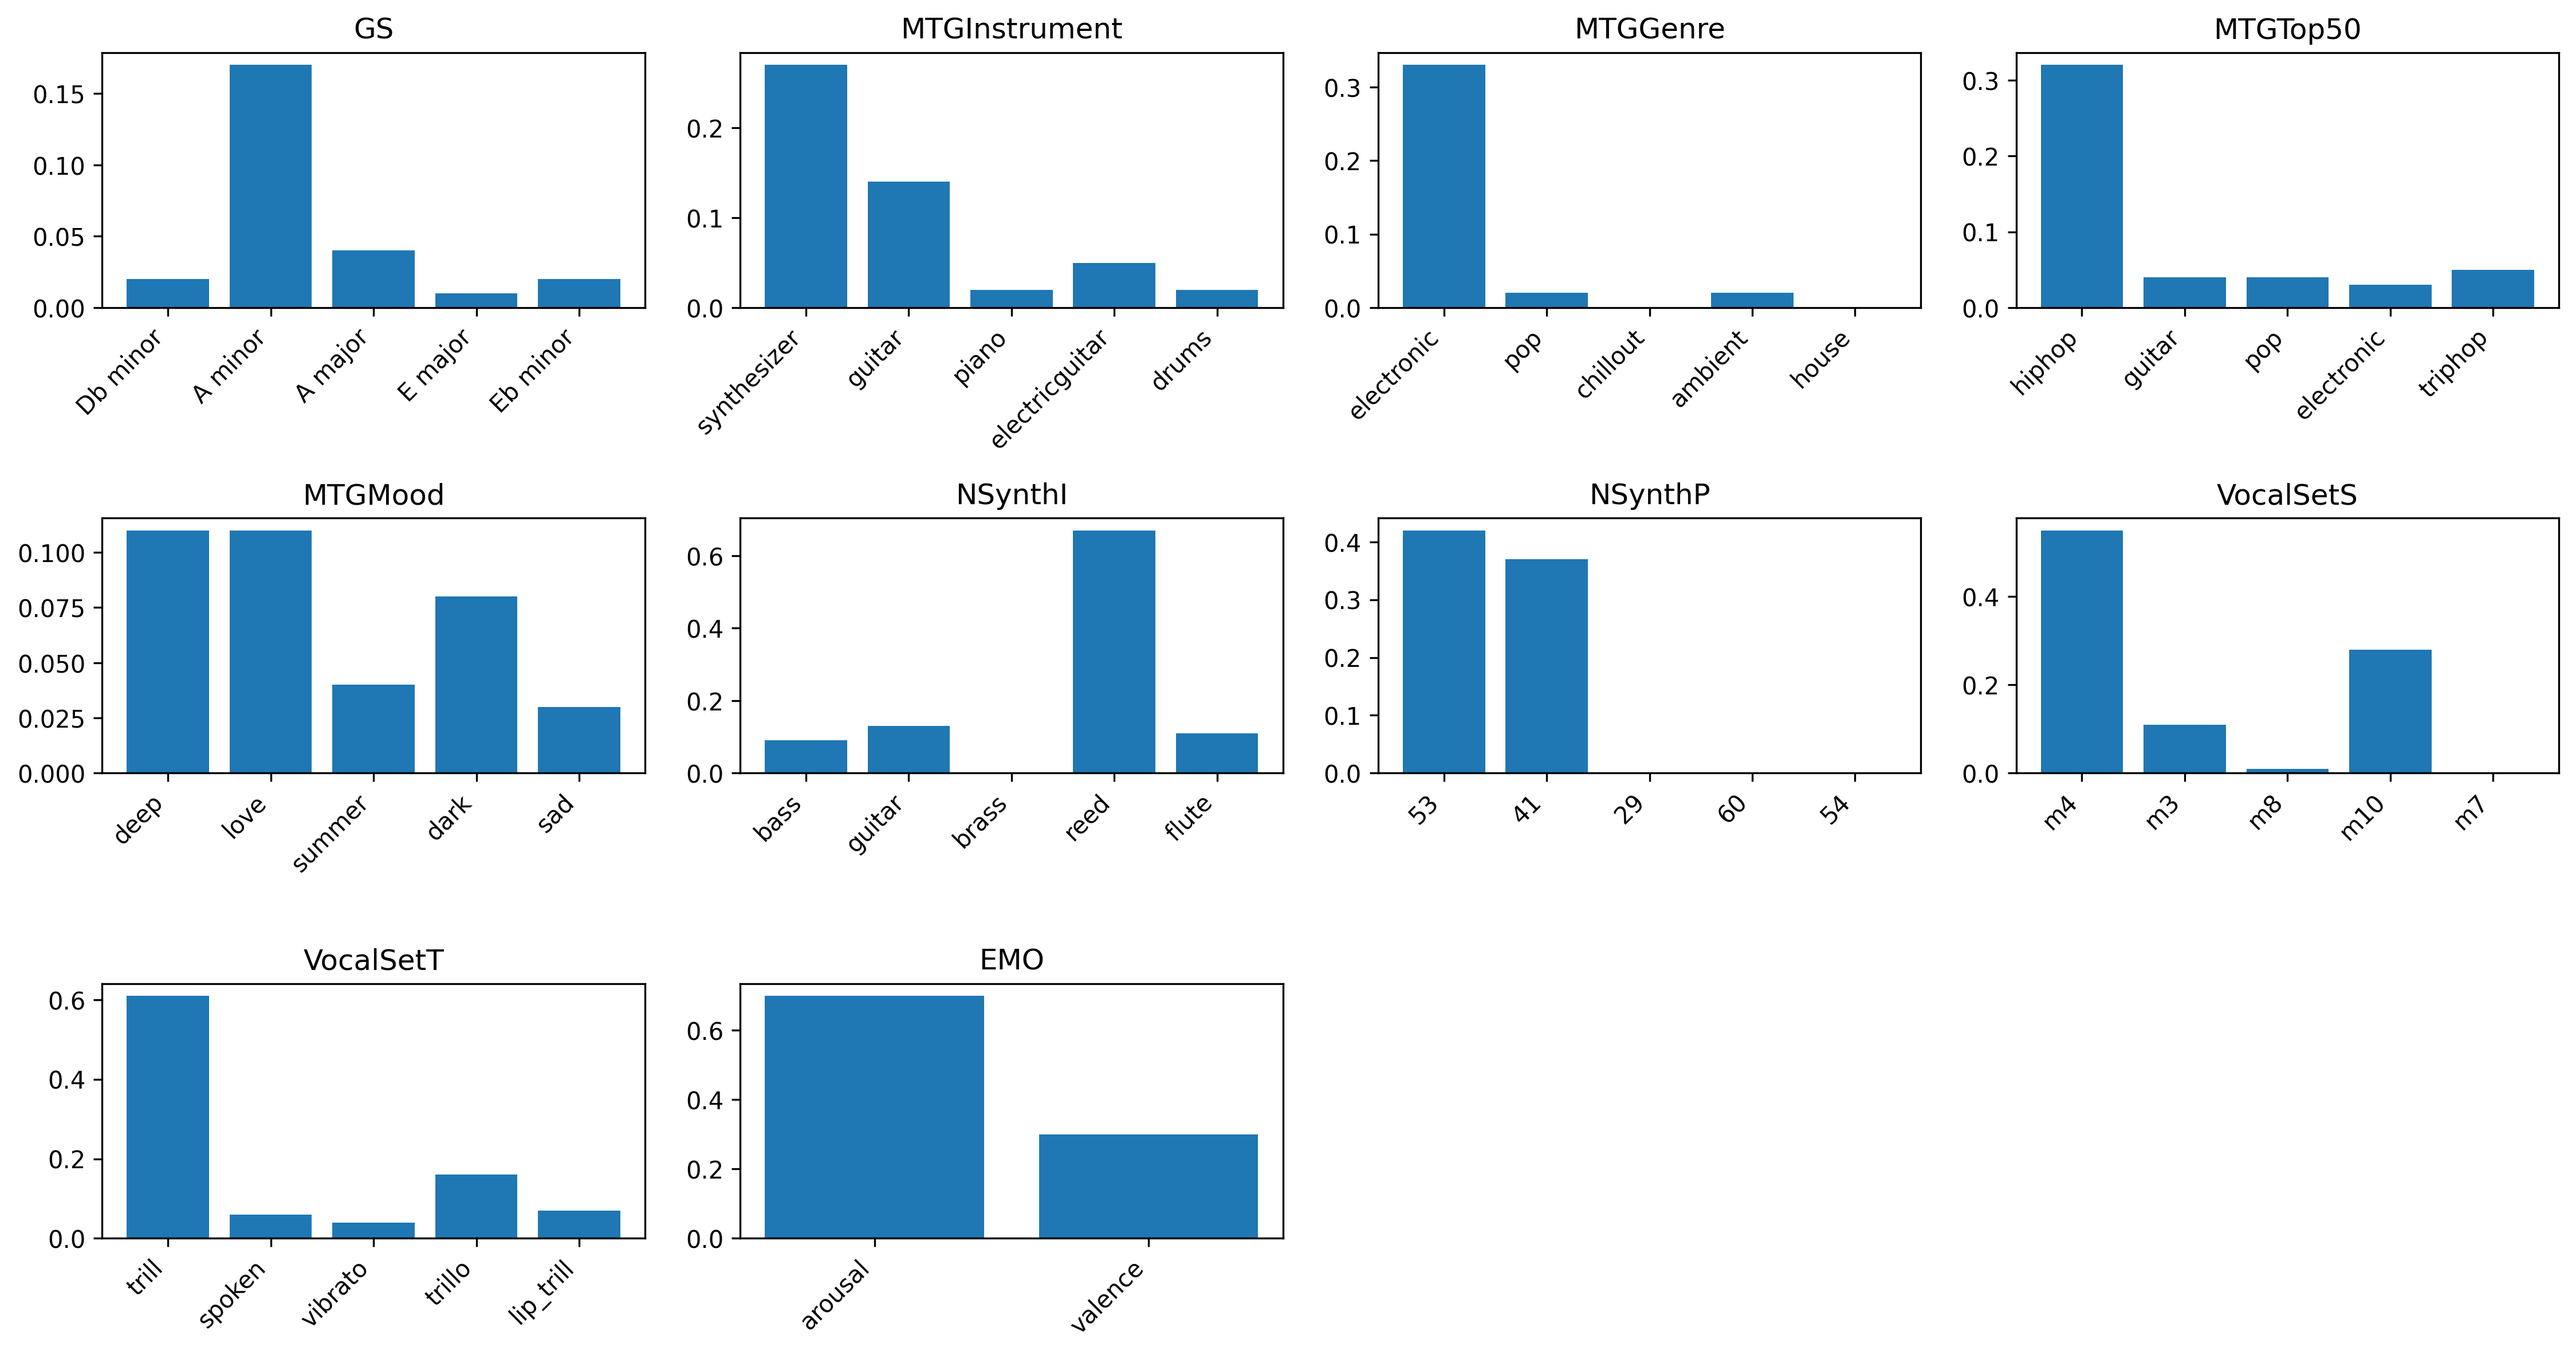 GS
0.15
0.10
0.05
0.00
Db minor
A minor
A major
E major
Eb minor
MTGInstrument
0.2
0.1
0.0
synthesizer
guitar
piano
electricguitar
drums
MTGGenre
0.3
0.2
0.1
0.0
electronic
pop
chillout
ambient
house
MTGTop50
0.3
0.2
0.1
0.0
hiphop
guitar
pop
electronic
triphop
MTGMood
0.100
0.075
0.050
0.025
0.000
deep
love
summer
dark
sad
NSynthI
0.6
0.4
0.2
0.0
bass
guitar
brass
reed
flute
NSynthP
0.4
0.3
0.2
0.1
0.0
53
41
29
60
54
VocalSetS
0.4
0.2
0.0
m4
m3
m8
m10
m7
VocalSetT
0.6
0.4
0.2
0.0
trill
spoken
vibrato
trillo
lip_trill
EMO
0.6
0.4
0.2
0.0
arousal
valence